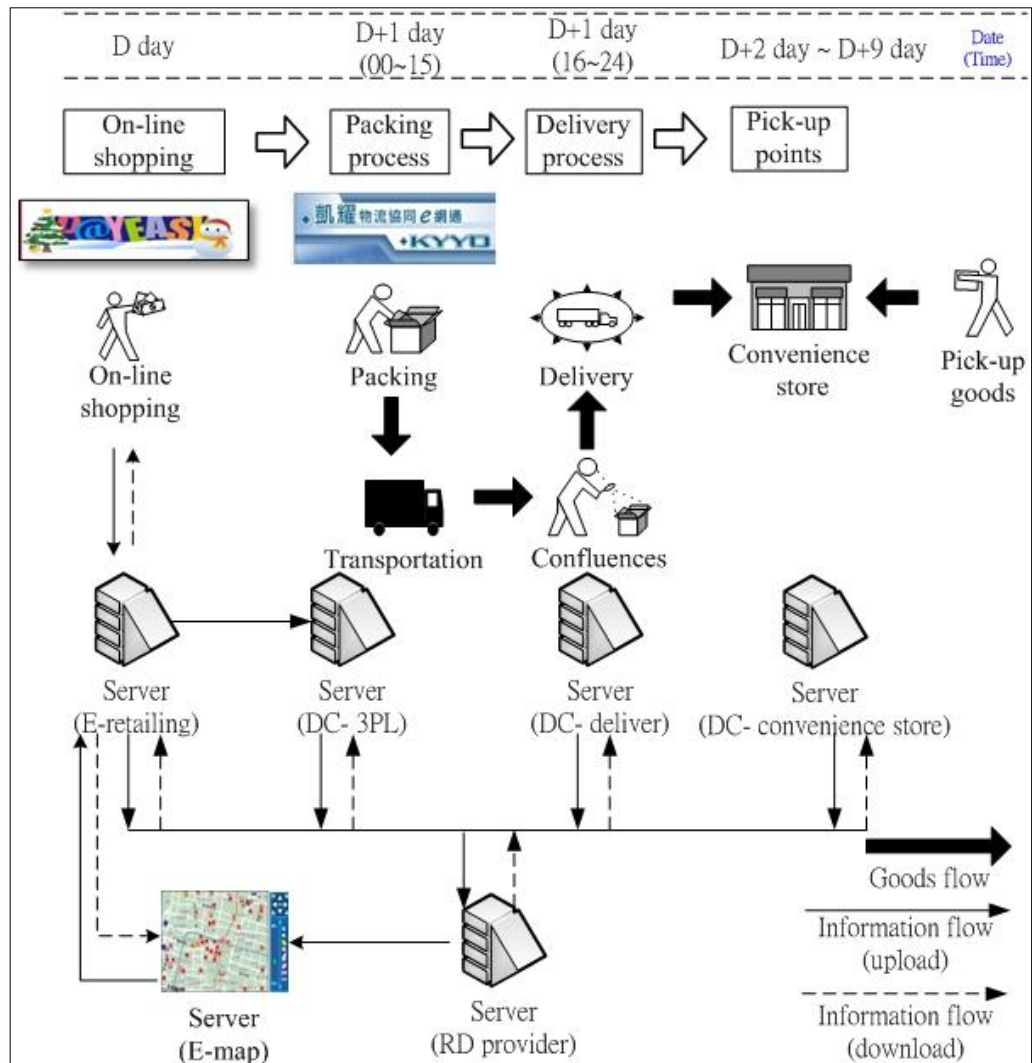 D day
D+1 day
(00~15)
D+1 day
(16~24)
D+2 day ~ D+9 day
Date
(Time)
On-line
shopping
Packing
process
Delivery
process
Pick-up
points
凱耀物流協同e網通
KYYO
On-line
shopping
Packing
Delivery
Convenience
store
Pick-up
goods
Transportation
Confluences
Server
(E-retailing)
Server
(DC- 3PL)
Server
(DC- deliver)
Server
(DC- convenience store)
Goods flow
Information flow
(upload)
Information flow
(download)
Server
(E-map)
Server
(RD provider)